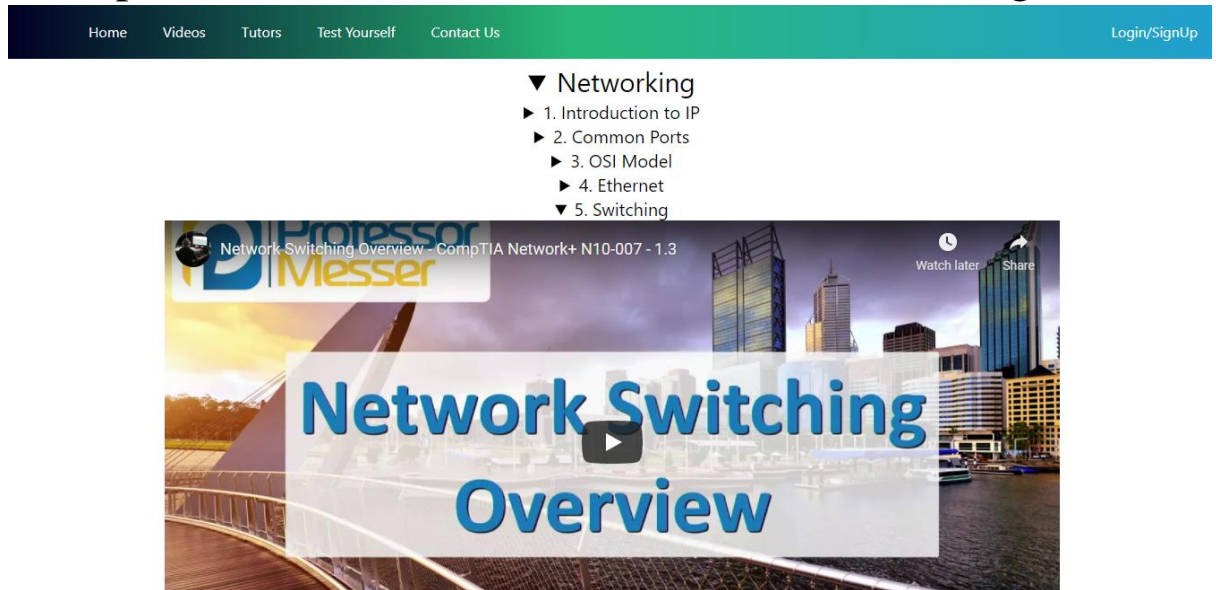 Home Videos Tutors Test Yourself Contact Us Login/SignUp
▼ Networking
► 1. Introduction to IP
► 2. Common Ports
► 3. OSI Model
► 4. Ethernet
▼ 5. Switching
Professor
Messer
Network Switching Overview - CompTIA Network+ N10-007 - 1.3
Watch later Share
Network Switching
Overview